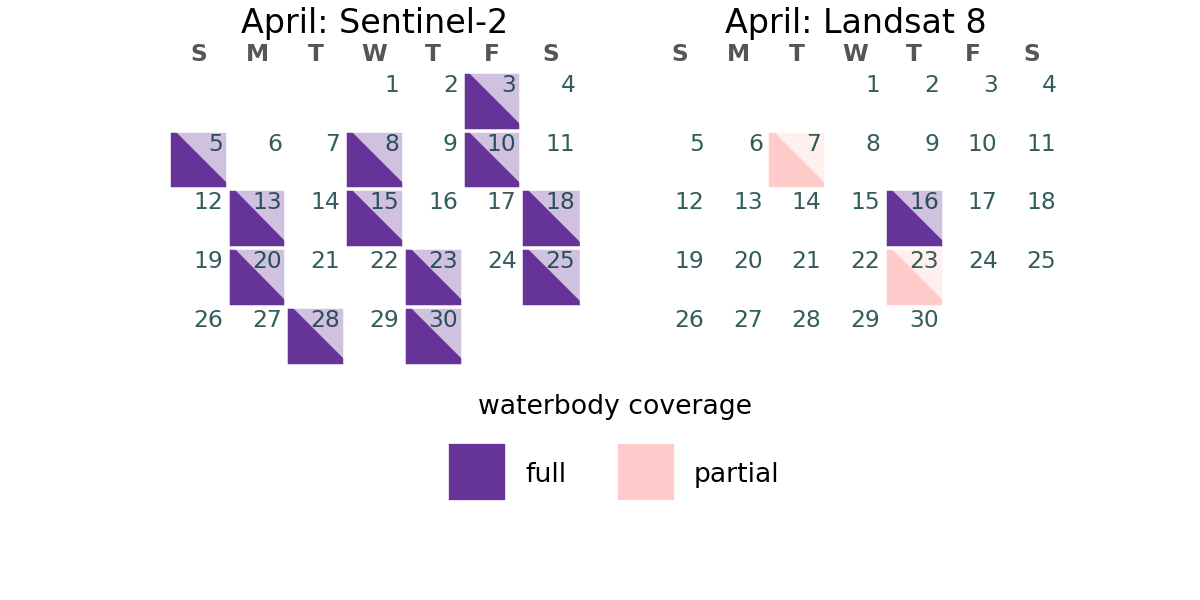 April: Sentinel-2
S M T W T F S
1 2 3 4
5 6 7 8 9 10 11
12 13 14 15 16 17 18
19 20 21 22 23 24 25
26 27 28 29 30
April: Landsat 8
S M T W T F S
1 2 3 4
5 6 7 8 9 10 11
12 13 14 15 16 17 18
19 20 21 22 23 24 25
26 27 28 29 30
waterbody coverage
full partial